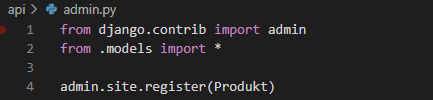 api > admin.py
1 from django.contrib import admin
2 from .models import *
3
4 admin.site.register(Produkt)